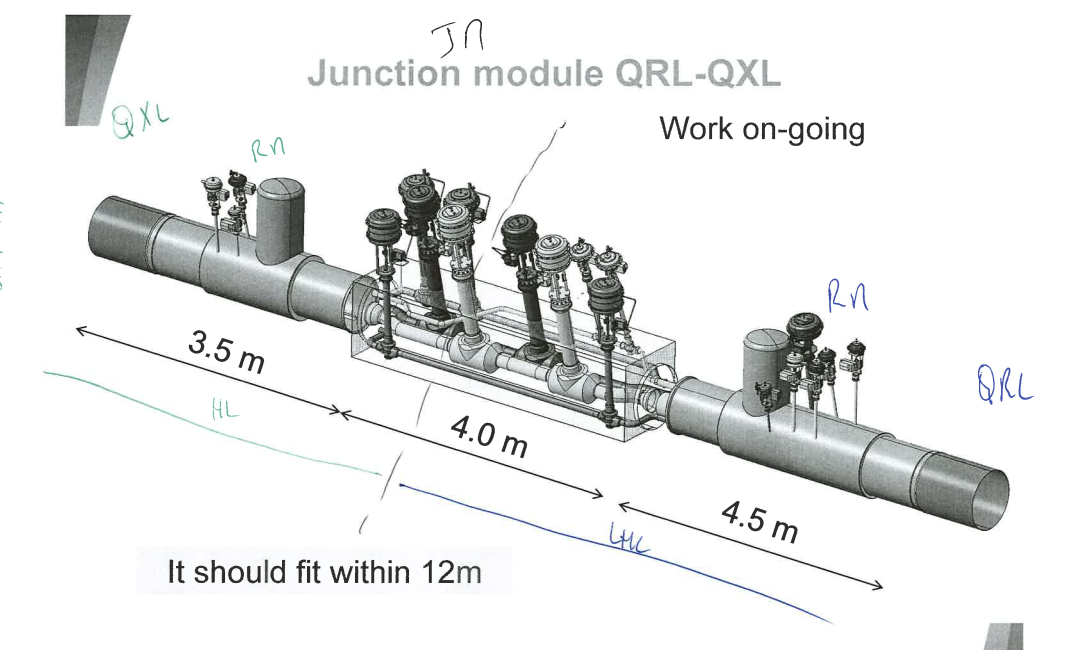 JM
Junction module QRL-QXL
Work on-going
QXL
RM
RM
QRL
3.5 m
HL
4.0 m
4.5 m
It should fit within 12m